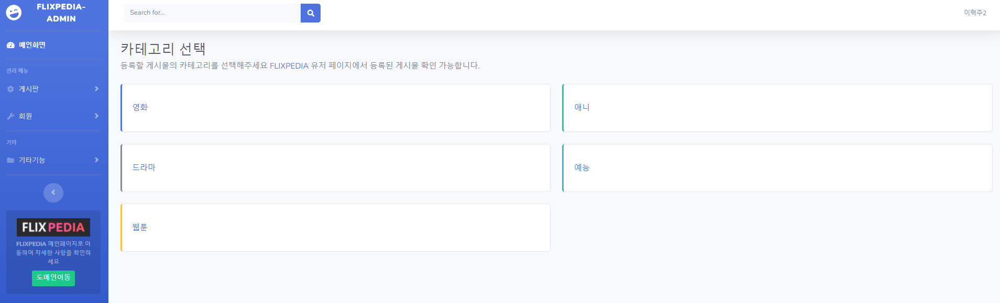 FLIXPEDIA-
ADMIN
메인화면
관리 메뉴
게시판
회원
기타
기타기능
FLIXPEDIA
FLIXPEDIA 메인페이지로 이
동하여 자세한 사항을 확인하
세요
도메인이동
Search for...
이혁주2
카테고리 선택
등록할 게시물의 카테고리를 선택해주세요 FLIXPEDIA 유저 페이지에서 등록된 게시물 확인 가능합니다.
영화
애니
드라마
예능
웹툰